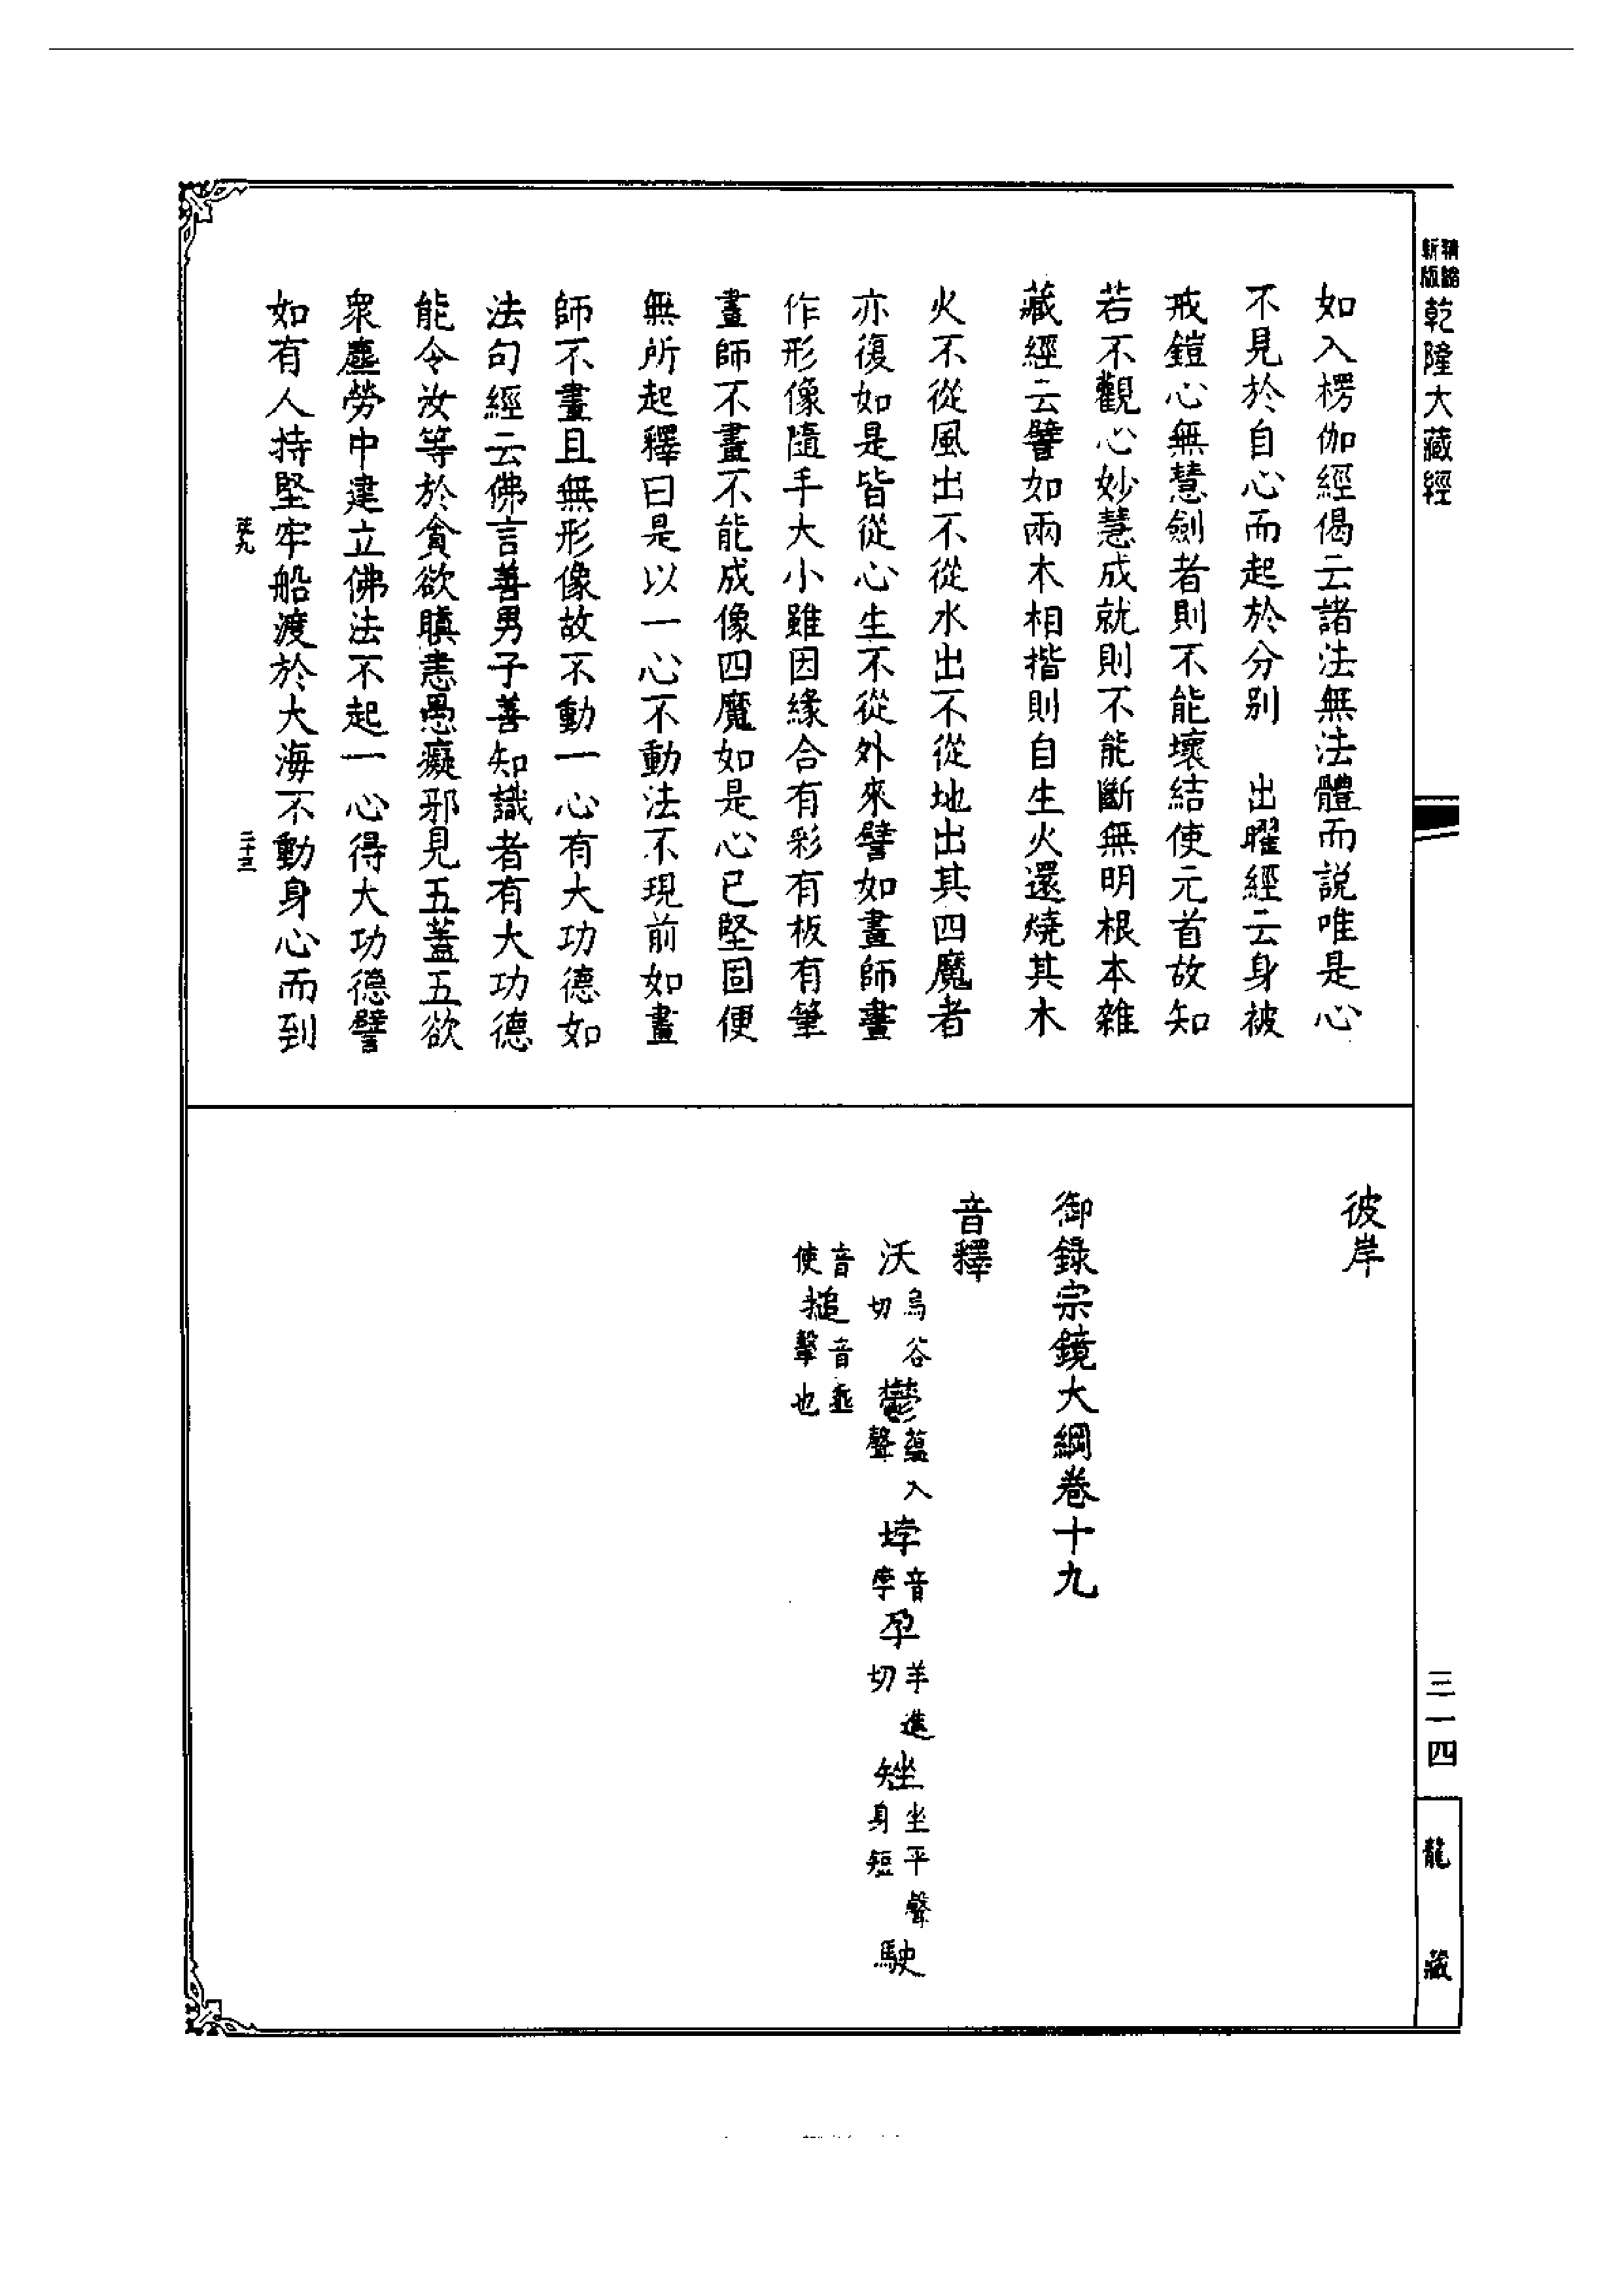 新版精縮乾隆大藏經
如入楞伽經偈云諸法無法體而說唯是心
不見於自心而起於分別　出曜經云身被
戒鎧心無慧劍者則不能壞結使元首故知
若不觀心妙慧成就則不能斷無明根本雜
藏經云譬如兩木相揩則自生火還燒其木
火不從風出不從水出不從地出其四魔者
亦復如是皆從心生不從外來譬如畫師畫
作形像隨手大小雖因緣合有彩有板有筆
畫師不畫不能成像四魔如是心已堅固便
無所起釋曰是以一心不動法不現前如畫
師不畫且無形像故不動一心有大功德如
法句經云佛言善男子善知識者有大功德
能令汝等於貪欲瞋恚愚癡邪見五蓋五欲
衆塵勞中建立佛法不起一心得大功德譬
如有人持堅牢船渡於大海不動身心而到
二十三
彼岸
御錄宗鏡大綱卷十九
音釋
沃烏谷切 鬱蘊入聲 㘐音孛 孕羊進切 矬坐平聲身短 駛
音使 搥音垂擊也
三一四
龍藏